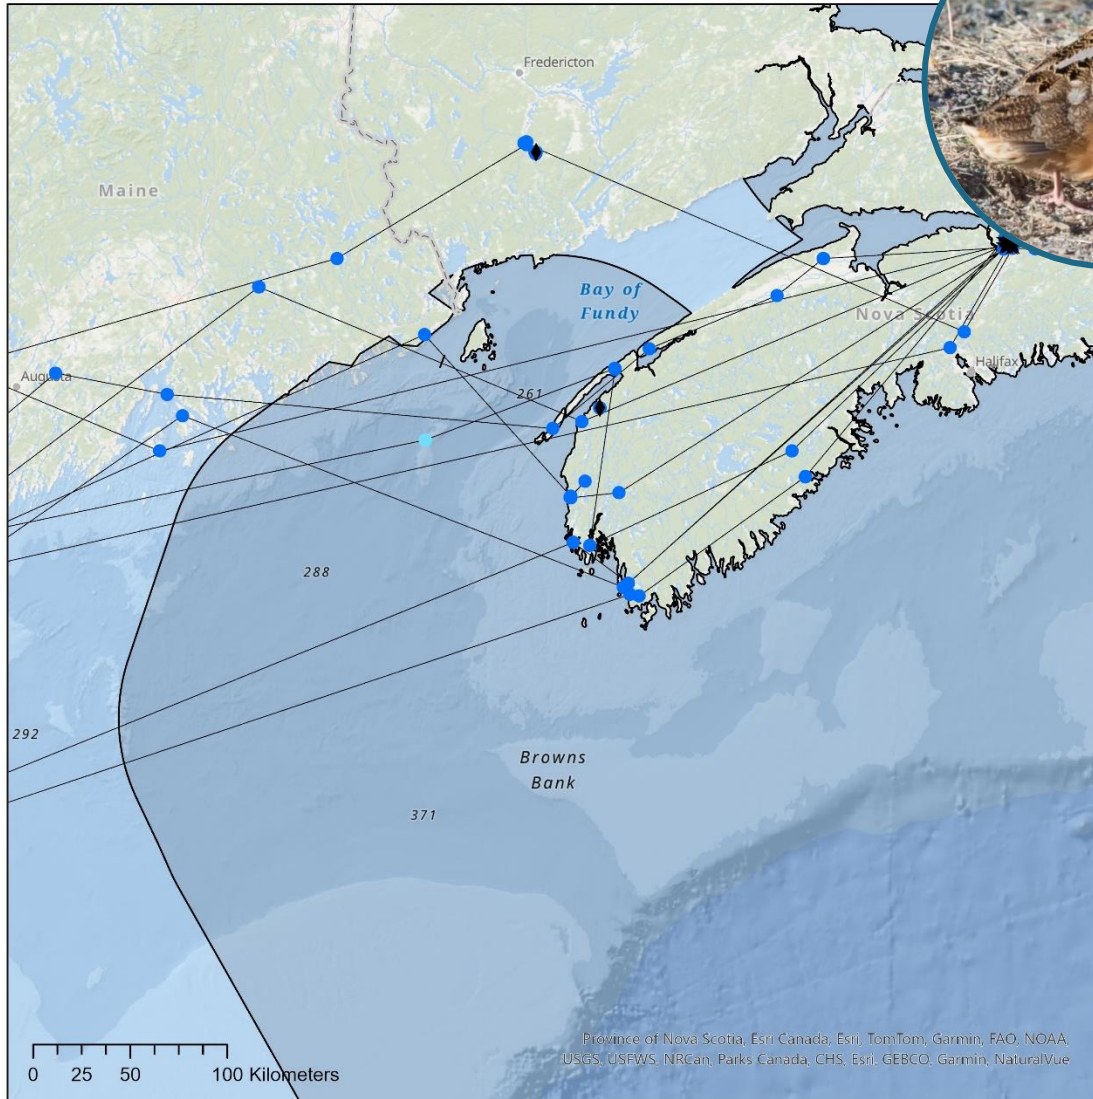 Fredericton
Maine
Bay of
Fundy
Nova Scotia
Halifax
Augusta
261
288
292
Browns
Bank
371
0 25 50 100 Kilometers
Province of Nova Scotia, Esri Canada, Esri, TomTom, Garmin, FAO, NOAA,
USGS, USFWS, NRCan, Parks Canada, CHS, Esri, GEBCO, Garmin, NaturalVue